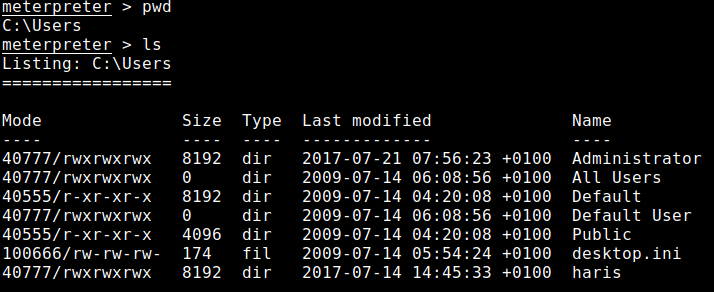 meterpreter > pwd
C:\Users
meterpreter > ls
Listing: C:\Users
=================
Mode Size Type Last modified Name
---- ---- ---- ------------- ----
40777/rwxrwxrwx 8192 dir 2017-07-21 07:56:23 +0100 Administrator
40777/rwxrwxrwx 0 dir 2009-07-14 06:08:56 +0100 All Users
40555/r-xr-xr-x 8192 dir 2009-07-14 04:20:08 +0100 Default
40777/rwxrwxrwx 0 dir 2009-07-14 06:08:56 +0100 Default User
40555/r-xr-xr-x 4096 dir 2009-07-14 04:20:08 +0100 Public
100666/rw-rw-rw- 174 fil 2009-07-14 05:54:24 +0100 desktop.ini
40777/rwxrwxrwx 8192 dir 2017-07-14 14:45:33 +0100 haris